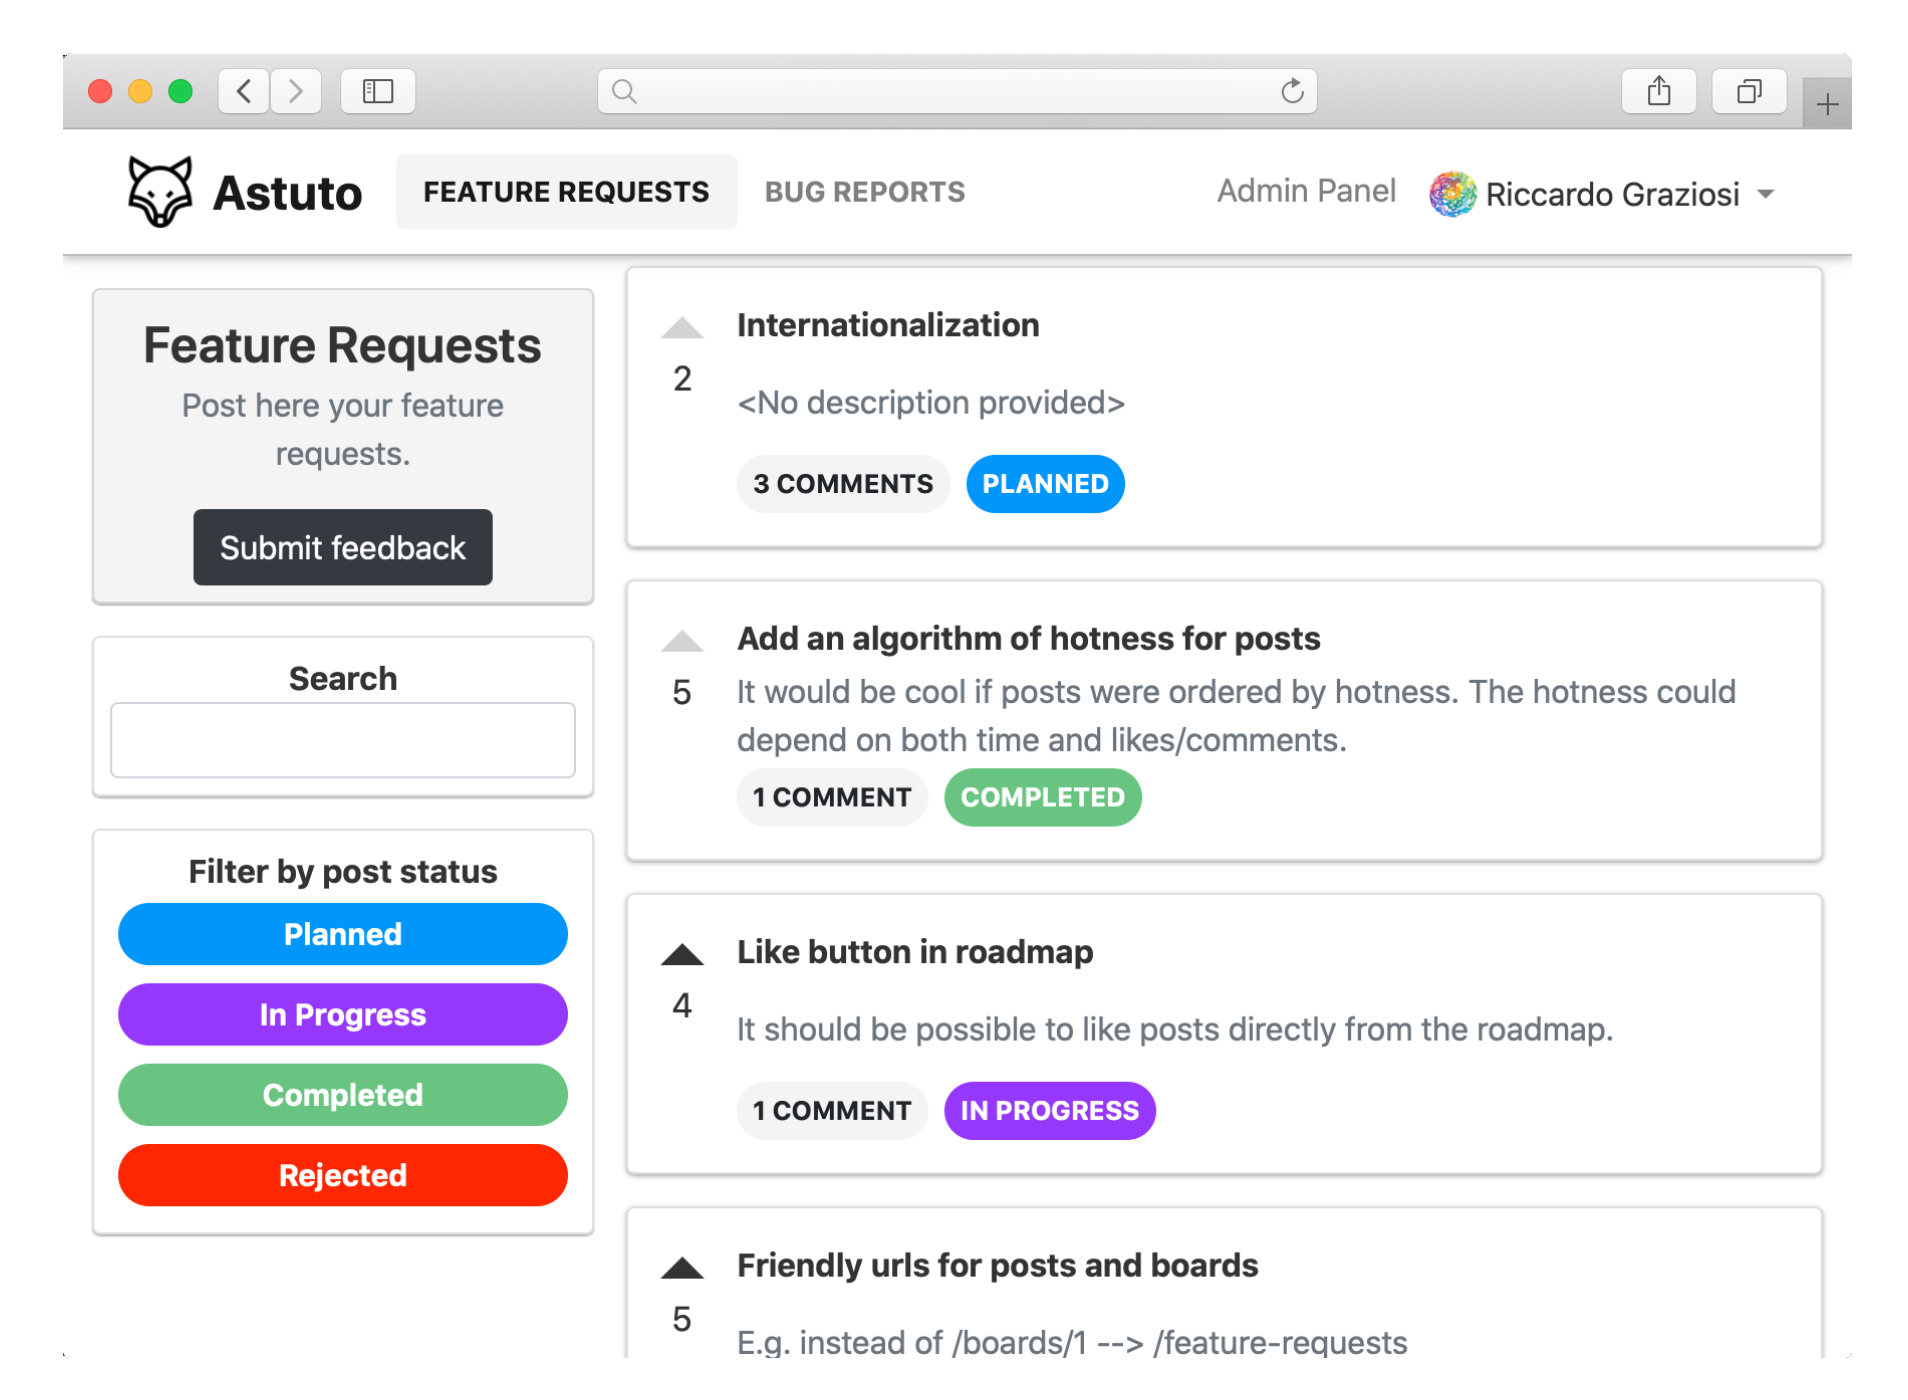 Astuto
FEATURE REQUESTS
BUG REPORTS
Admin Panel
Riccardo Graziosi
Feature Requests
Post here your feature
requests.
Submit feedback
Search
Filter by post status
Planned
In Progress
Completed
Rejected
Internationalization
2
<No description provided>
3 COMMENTS
PLANNED
Add an algorithm of hotness for posts
5
It would be cool if posts were ordered by hotness. The hotness could
depend on both time and likes/comments.
1 COMMENT
COMPLETED
Like button in roadmap
4
It should be possible to like posts directly from the roadmap.
1 COMMENT
IN PROGRESS
Friendly urls for posts and boards
5
E.g. instead of /boards/1 --> /feature-requests